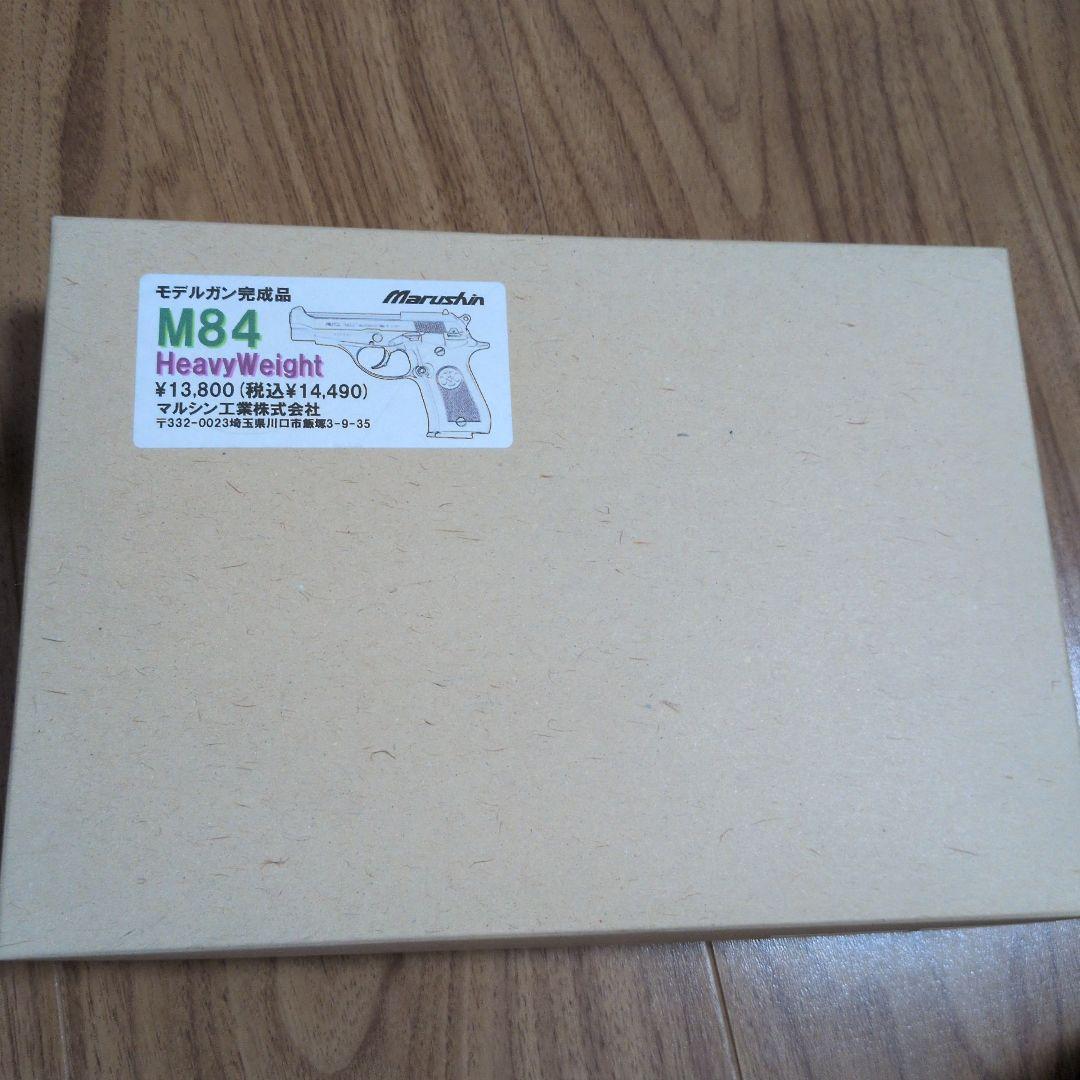 モデルガン完成品
Marushin
M84
HeavyWeight
¥13,800(税込¥14,490)
マルシン工業株式会社
〒332-0023埼玉県川口市飯塚3-9-35